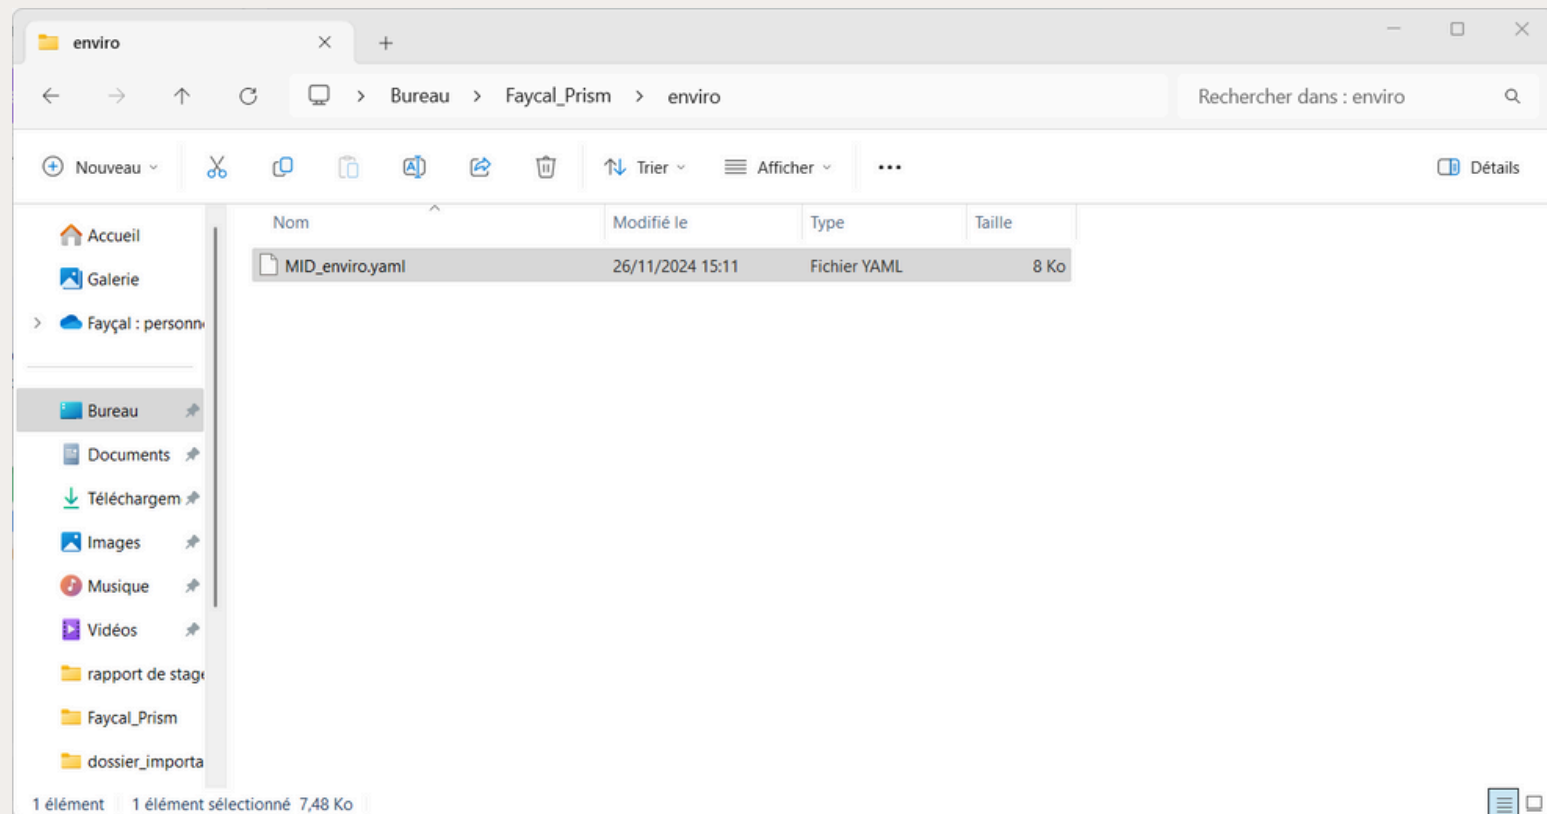 enviro
Bureau > Faycal_Prism > enviro
Rechercher dans : enviro
Nouveau
Trier
Afficher
Détails
Nom Modifié le Type Taille
MID_enviro.yaml 26/11/2024 15:11 Fichier YAML 8 Ko
Accueil
Galerie
Fayçal : personn
Bureau
Documents
Téléchargem
Images
Musique
Vidéos
rapport de stage
Faycal_Prism
dossier_importa
1 élément 1 élément sélectionné 7,48 Ko